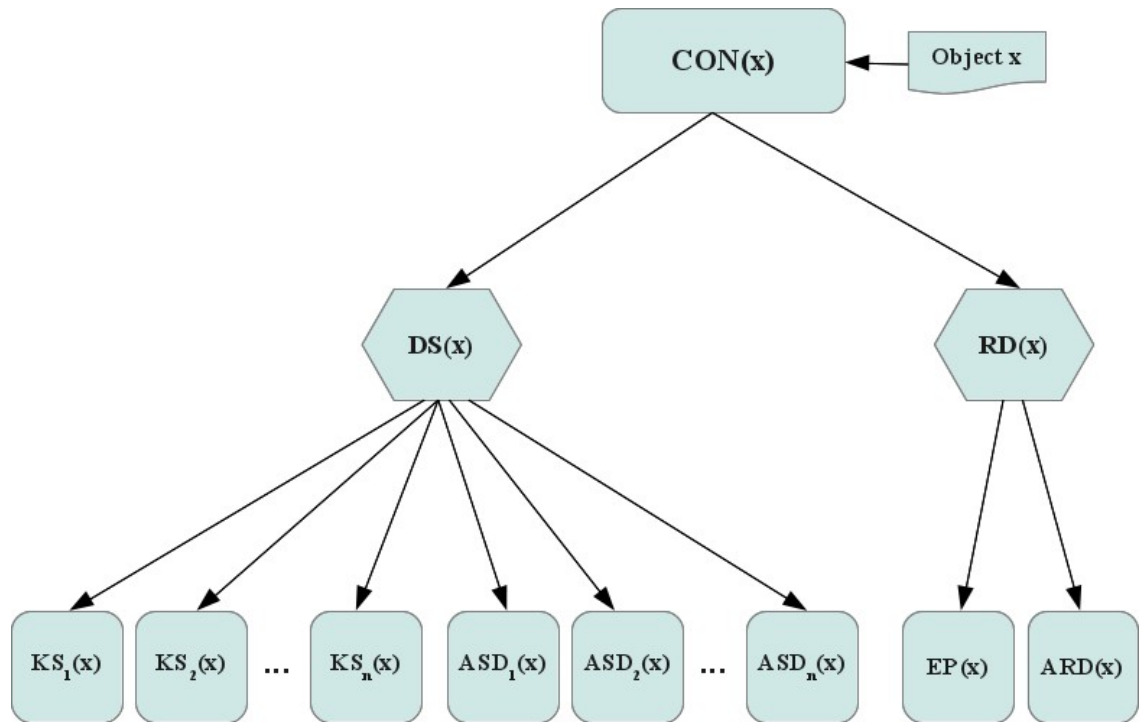 CON(x)
Object x
DS(x)
RD(x)
KS₁(x)
KS₂(x)
...
KSₙ(x)
ASD₁(x)
ASD₂(x)
...
ASDₙ(x)
EP(x)
ARD(x)